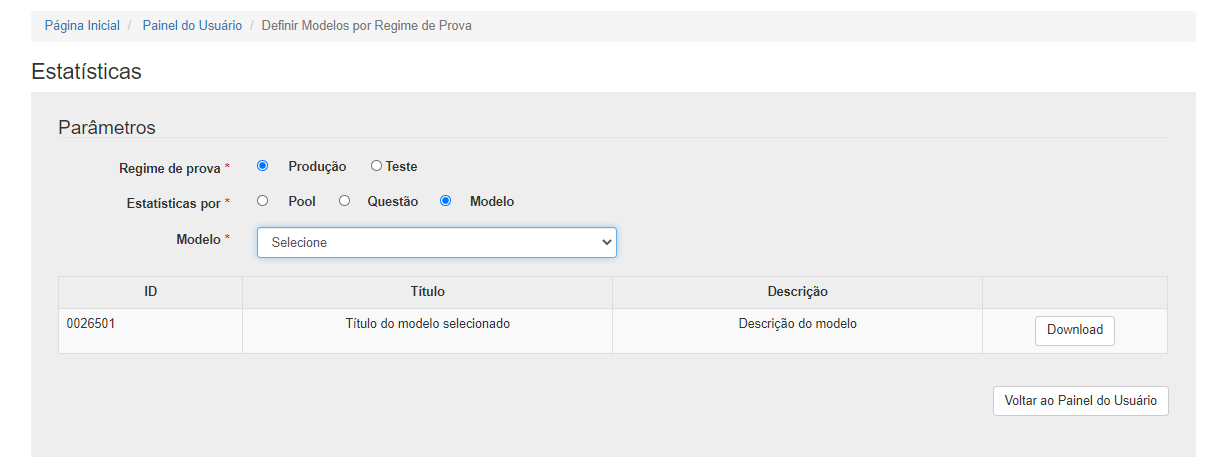 Página Inicial / Painel do Usuário / Definir Modelos por Regime de Prova
Estatísticas
Parâmetros
Regime de prova * Produção Teste
Estatísticas por * Pool Questão Modelo
Modelo * Selecione
ID Título Descrição
0026501 Título do modelo selecionado Descrição do modelo Download
Voltar ao Painel do Usuário